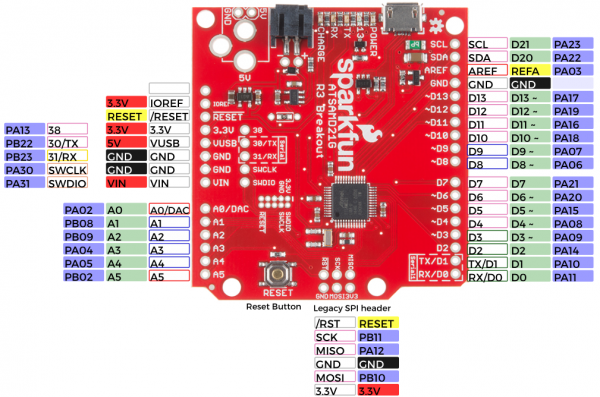 GND
5V
5V
CHARGE
RX
TX
13
POWER
sparkfun
ATSAMD21G
R3 Breakout
3.3V IOREF
RESET /RESET
PA13 38 3.3V 3.3V
PB22 30/TX 5V VUSB
PB23 31/RX GND GND
PA30 SWCLK GND GND
PA31 SWDIO VIN VIN
PA02 A0 A0/DAC
PB08 A1 A1
PB09 A2 A2
PA04 A3 A3
PA05 A4 A4
PB02 A5 A5
IOREF
RESET
3.3V 38
VUSB 30/TX
GND 31/RX
Serial
GND SWCLK
VIN SWDIO
3.3V
GND
SWDIO
SWCLK
RESET
A0/DAC
A1
A2
A3
A4
A5
RESET
SCL SCL D21 PA23
SDA SDA D20 PA22
AREF AREF REFA PA03
GND GND GND
~D13 D13 D13 ~ PA17
~D12 D12 D12 ~ PA19
~D11 D11 D11 ~ PA16
~D10 D10 D10 ~ PA18
~D9 D9 D9 ~ PA07
~D8 D8 D8 ~ PA06
D7 D7 D7 PA21
~D6 D6 D6 ~ PA20
~D5 D5 D5 ~ PA15
~D4 D4 D4 ~ PA08
~D3 D3 D3 ~ PA09
D2 D2 D2 PA14
Serial1 TX/D1 TX/D1 D1 PA10
RX/D0 RX/D0 D0 PA11
RST
SCK
MISO
GND MOSI 3V3
Reset Button
Legacy SPI header
/RST RESET
SCK PB11
MISO PA12
GND GND
MOSI PB10
3.3V 3.3V